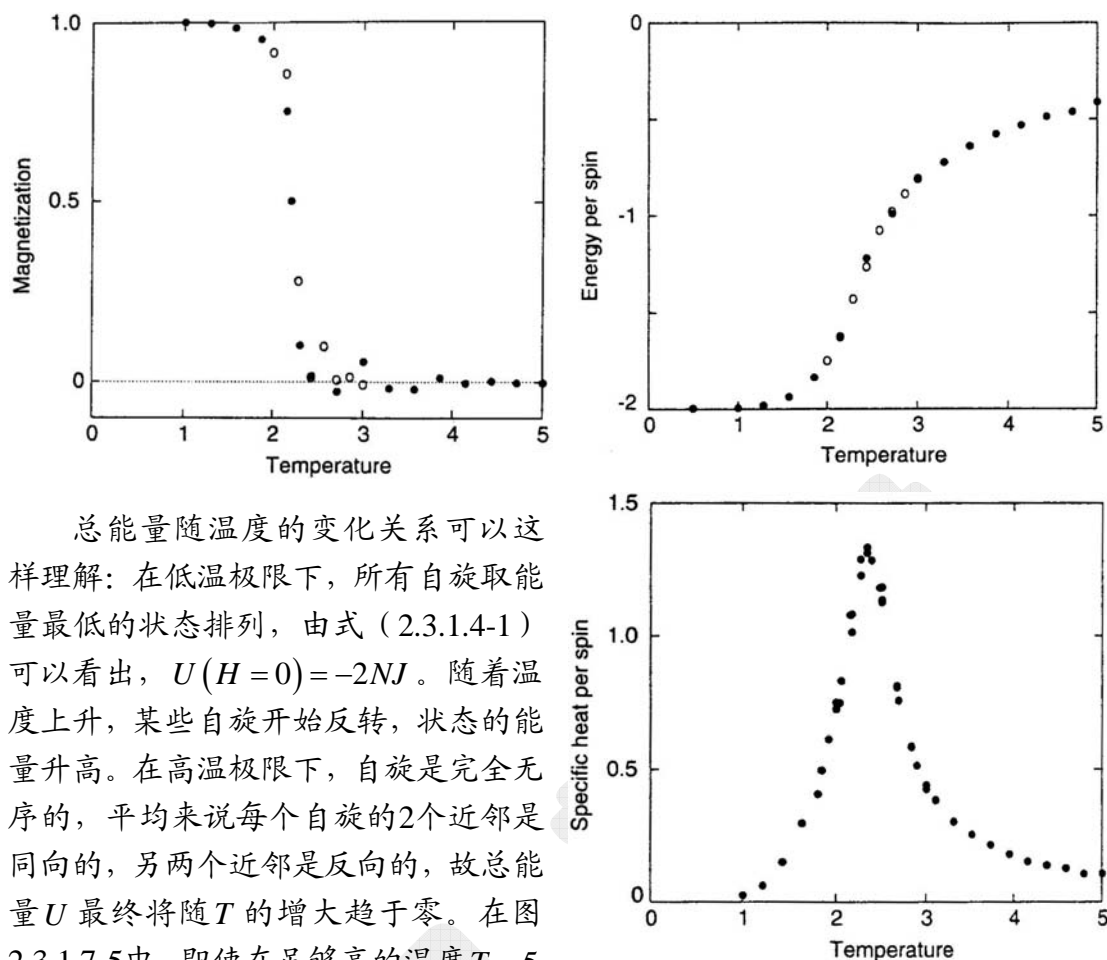 1.0
0.5
0
Magnetization
0 1 2 3 4 5
Temperature
0
-1
-2
Energy per spin
0 1 2 3 4 5
Temperature
总能量随温度的变化关系可以这
样理解：在低温极限下，所有自旋取能
量最低的状态排列，由式（2.3.1.4-1）
可以看出，U(H=0)=−2NJ。随着温
度上升，某些自旋开始反转，状态的能
量升高。在高温极限下，自旋是完全无
序的，平均来说每个自旋的2个近邻是
同向的，另两个近邻是反向的，故总能
量U 最终将随T 的增大趋于零。在图
1.5
1.0
0.5
0
Specific heat per spin
0 1 2 3 4 5
Temperature